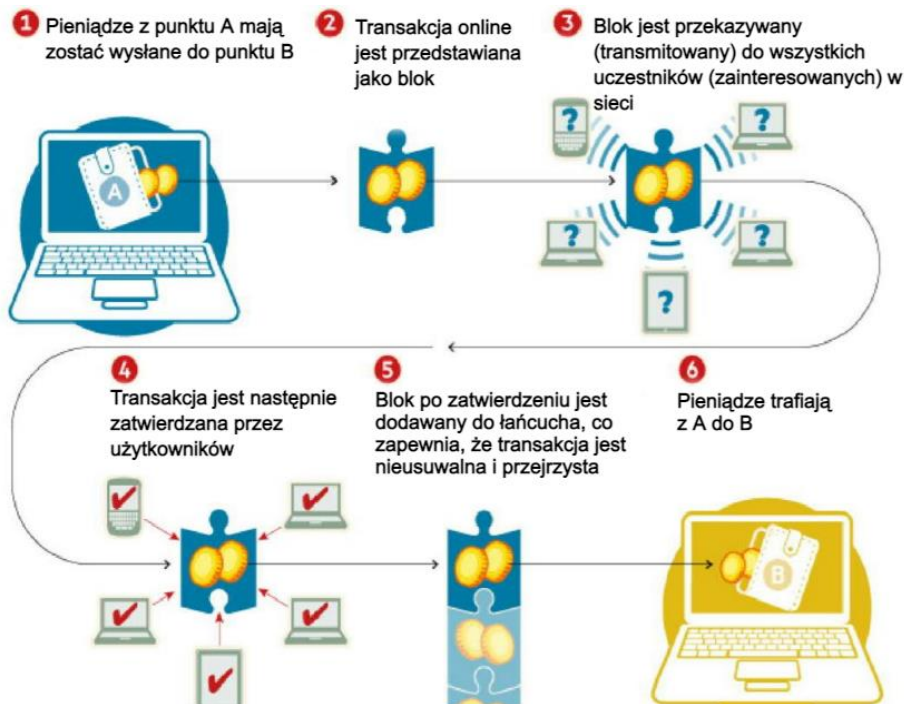 1 Pieniądze z punktu A mają
zostać wysłane do punktu B
2 Transakcja online
jest przedstawiana
jako blok
3 Blok jest przekazywany
(transmitowany) do wszystkich
uczestników (zainteresowanych) w
sieci
A
?
?
?
?
?
4
Transakcja jest następnie
zatwierdzana przez
użytkowników
5
Blok po zatwierdzeniu jest
dodawany do łańcucha, co
zapewnia, że transakcja jest
nieusuwalna i przejrzysta
6
Pieniądze trafiają
z A do B
B